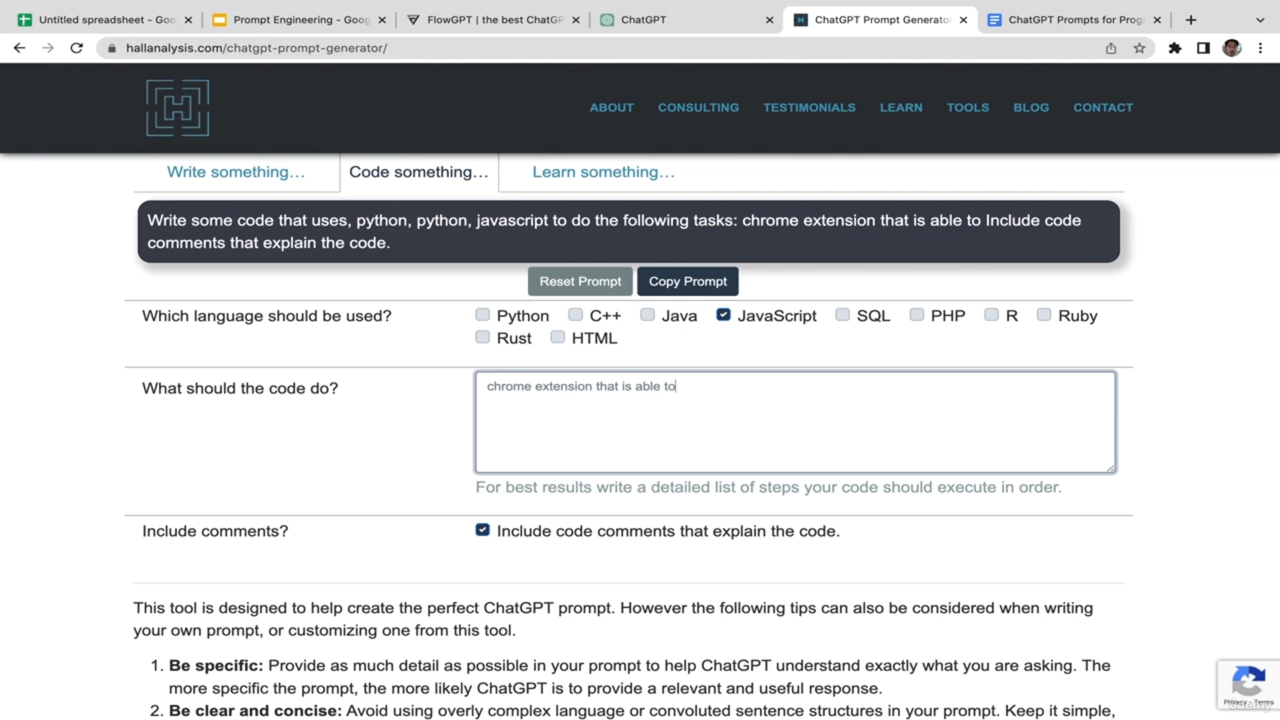 Untitled spreadsheet - Goo
Prompt Engineering - Goog
FlowGPT | the best ChatGP
ChatGPT
ChatGPT Prompt Generato
ChatGPT Prompts for Prog
hallanalysis.com/chatgpt-prompt-generator/
H
ABOUT CONSULTING TESTIMONIALS LEARN TOOLS BLOG CONTACT
Write something... Code something... Learn something...
Write some code that uses, python, python, javascript to do the following tasks: chrome extension that is able to Include code
comments that explain the code.
Reset Prompt Copy Prompt
Which language should be used? Python C++ Java JavaScript SQL PHP R Ruby
Rust HTML
What should the code do? chrome extension that is able to
For best results write a detailed list of steps your code should execute in order.
Include comments? Include code comments that explain the code.
This tool is designed to help create the perfect ChatGPT prompt. However the following tips can also be considered when writing
your own prompt, or customizing one from this tool.
1. Be specific: Provide as much detail as possible in your prompt to help ChatGPT understand exactly what you are asking. The
more specific the prompt, the more likely ChatGPT is to provide a relevant and useful response.
2. Be clear and concise: Avoid using overly complex language or convoluted sentence structures in your prompt. Keep it simple,
Privacy - Terms